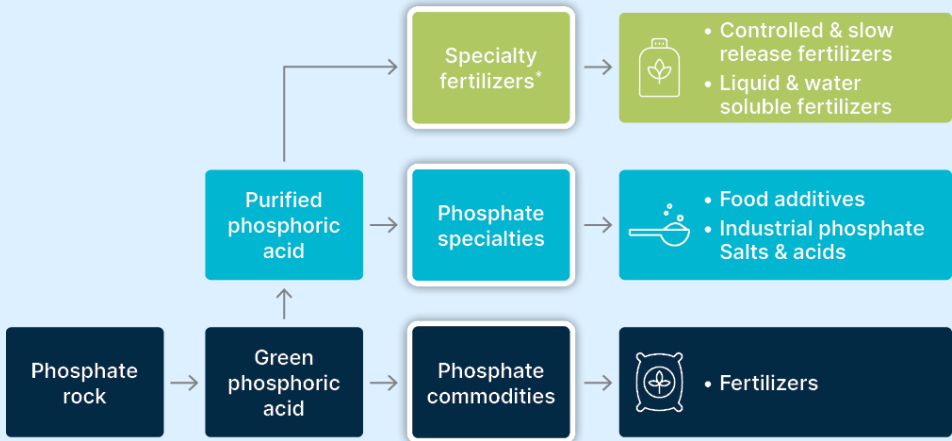 Specialty
fertilizers*
• Controlled & slow
release fertilizers
• Liquid & water
soluble fertilizers
Purified
phosphoric
acid
Phosphate
specialties
• Food additives
• Industrial phosphate
Salts & acids
Phosphate
rock
Green
phosphoric
acid
Phosphate
commodities
• Fertilizers